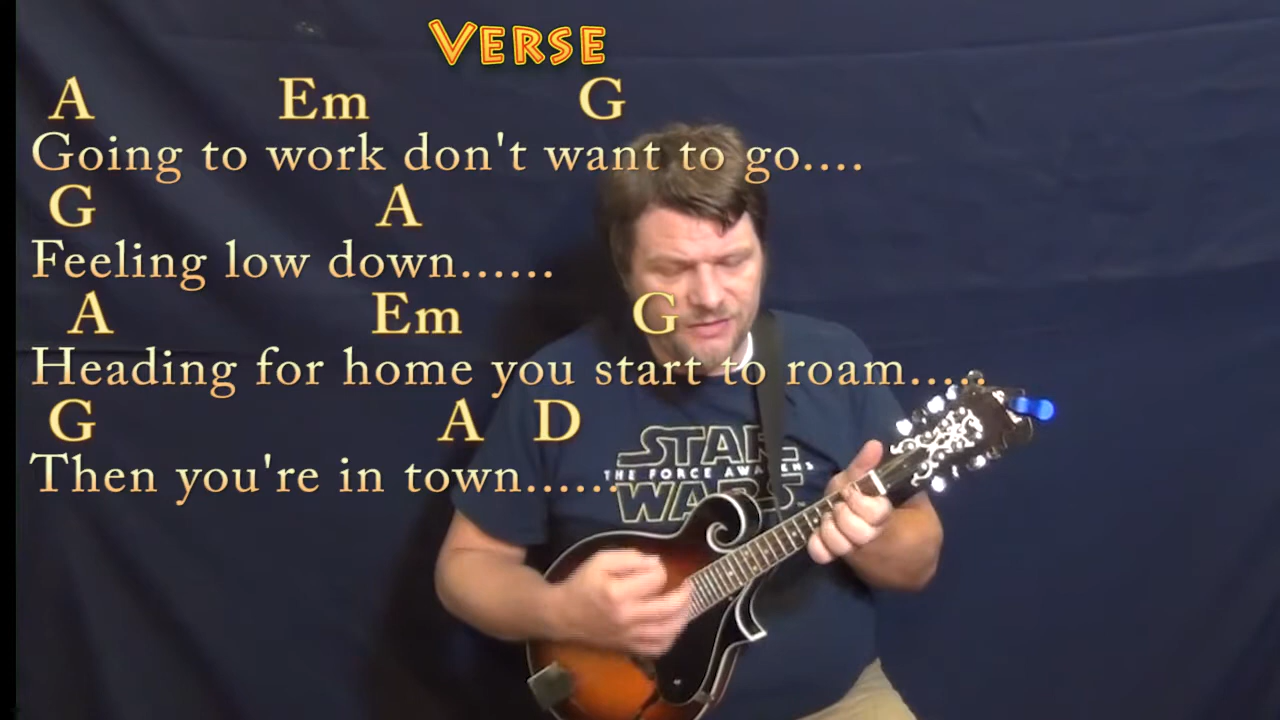 VERSE
A Em G
Going to work don't want to go....
G A
Feeling low down......
A Em G
Heading for home you start to roam.....
G A D
Then you're in town......
STAR
THE FORCE AWAKENS
WARS